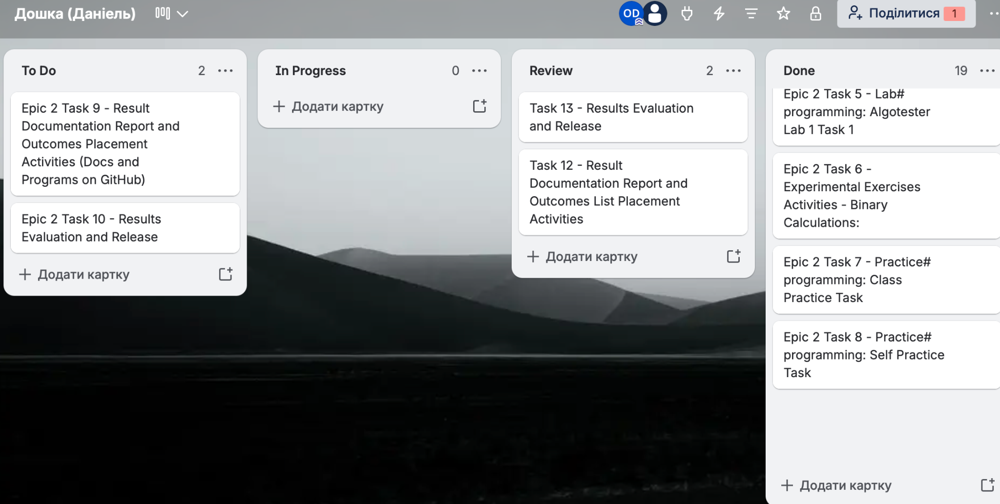 Дошка (Даніель)
OD
Поділитися 1
To Do 2
Epic 2 Task 9 - Result
Documentation Report and
Outcomes Placement
Activities (Docs and
Programs on GitHub)
Epic 2 Task 10 - Results
Evaluation and Release
Додати картку
In Progress 0
Додати картку
Review 2
Task 13 - Results Evaluation
and Release
Task 12 - Result
Documentation Report and
Outcomes List Placement
Activities
Додати картку
Done 19
Epic 2 Task 5 - Lab#
programming: Algotester
Lab 1 Task 1
Epic 2 Task 6 -
Experimental Exercises
Activities - Binary
Calculations:
Epic 2 Task 7 - Practice#
programming: Class
Practice Task
Epic 2 Task 8 - Practice#
programming: Self Practice
Task
Додати картку